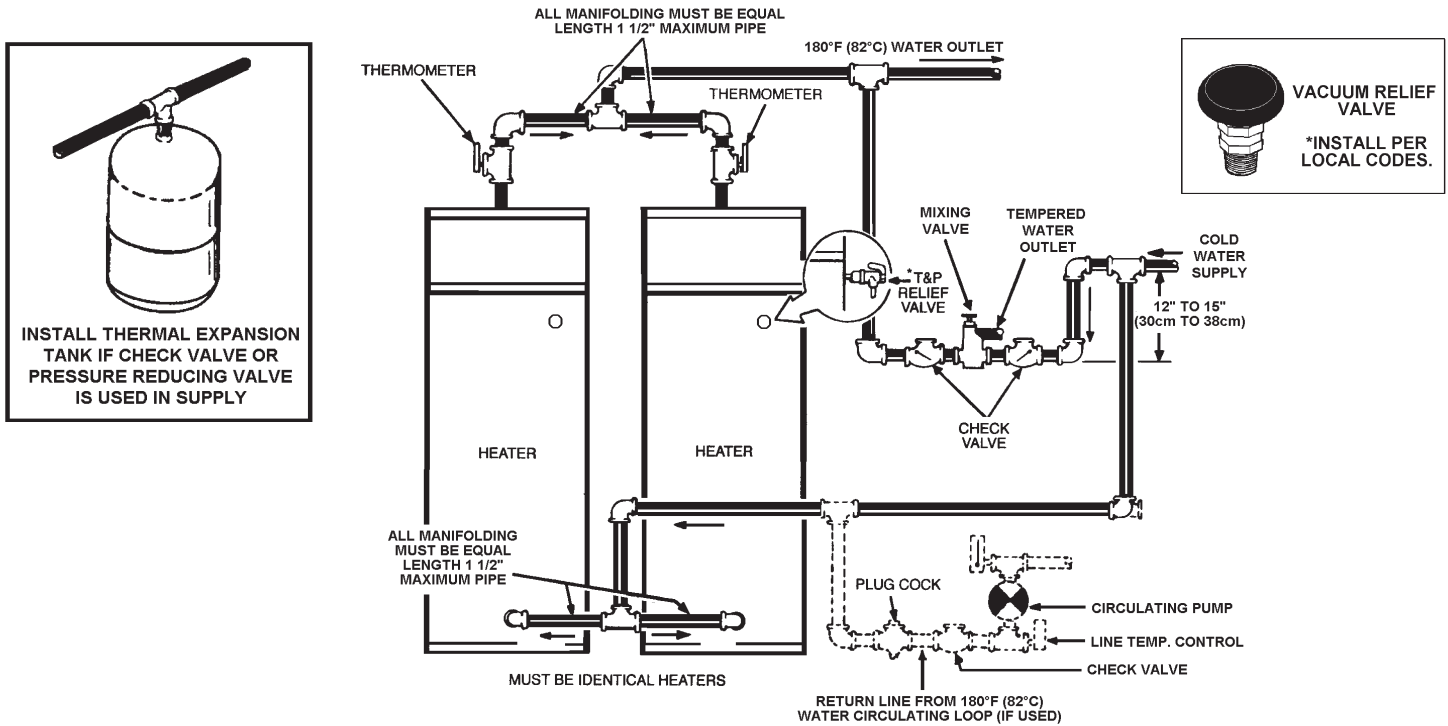 ALL MANIFOLDING MUST BE EQUAL
LENGTH 1 1/2" MAXIMUM PIPE
180°F (82°C) WATER OUTLET
THERMOMETER
THERMOMETER
VACUUM RELIEF
VALVE
*INSTALL PER
LOCAL CODES.
INSTALL THERMAL EXPANSION
TANK IF CHECK VALVE OR
PRESSURE REDUCING VALVE
IS USED IN SUPPLY
MIXING
VALVE
TEMPERED
WATER
OUTLET
COLD
WATER
SUPPLY
*T&P
RELIEF
VALVE
12" TO 15"
(30cm TO 38cm)
CHECK
VALVE
HEATER
HEATER
ALL MANIFOLDING
MUST BE EQUAL
LENGTH 1 1/2"
MAXIMUM PIPE
PLUG COCK
CIRCULATING PUMP
LINE TEMP. CONTROL
CHECK VALVE
MUST BE IDENTICAL HEATERS
RETURN LINE FROM 180°F (82°C)
WATER CIRCULATING LOOP (IF USED)